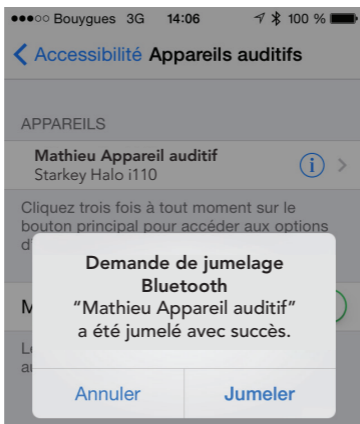 Bouygues 3G 14:06 100 %
Accessibilité Appareils auditifs
APPAREILS
Mathieu Appareil auditif
Starkey Halo i110
Cliquez trois fois à tout moment sur le
bouton principal pour accéder aux options
Demande de jumelage
Bluetooth
“Mathieu Appareil auditif”
a été jumelé avec succès.
Annuler Jumeler